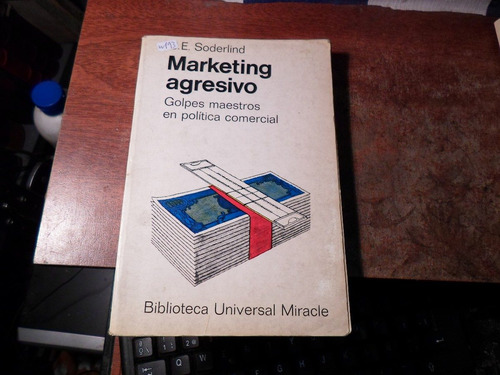 .E. Soderlind
Marketing
agresivo
Golpes maestros
en política comercial
Biblioteca Universal Miracle